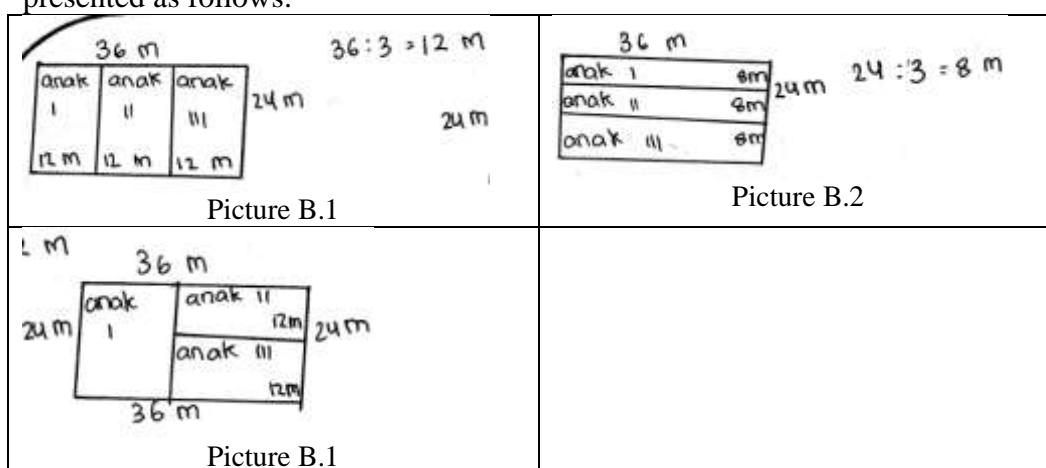 presented as follows:
36 m
36:3 = 12 m
anak anak anak
I II III
24 m
24 m
12 m 12 m 12 m
Picture B.1
36 m
24 : 3 = 8 m
anak I 8m
24 m
anak II 8m
anak III 8m
Picture B.2
m
36 m
anak I
anak II
12m
24 m
24 m
anak III
12m
36 m
Picture B.1